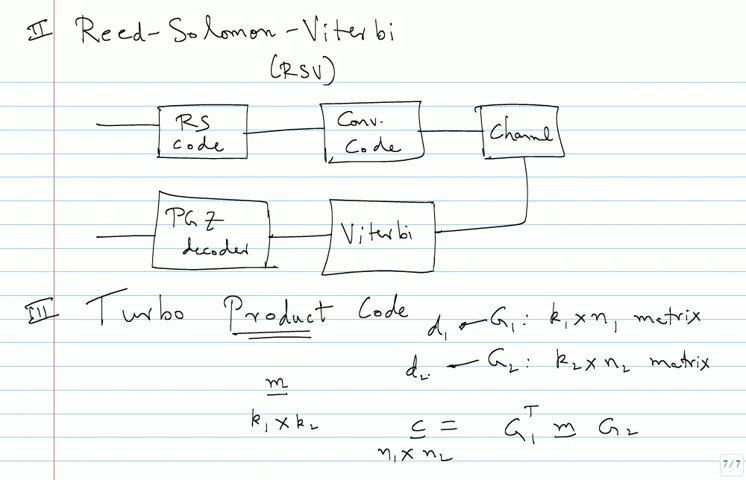 II Reed-Solomon-Viterbi
(RSV)
RS code
Conv. Code
Channel
PGZ decoder
Viterbi
III Turbo Product Code
d₁ G₁: k₁×n₁ matrix
d₂ G₂: k₂×n₂ matrix
m
k₁×k₂
c = G₁ᵀ m G₂
n₁×n₂
7/7